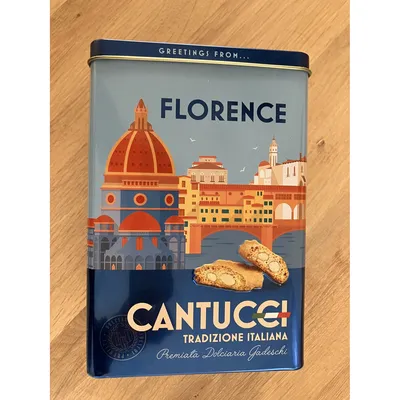 GREETINGS FROM...
FLORENCE
CANTUCCI
TRADIZIONE ITALIANA
Premiata Dolciaria Gadeschi